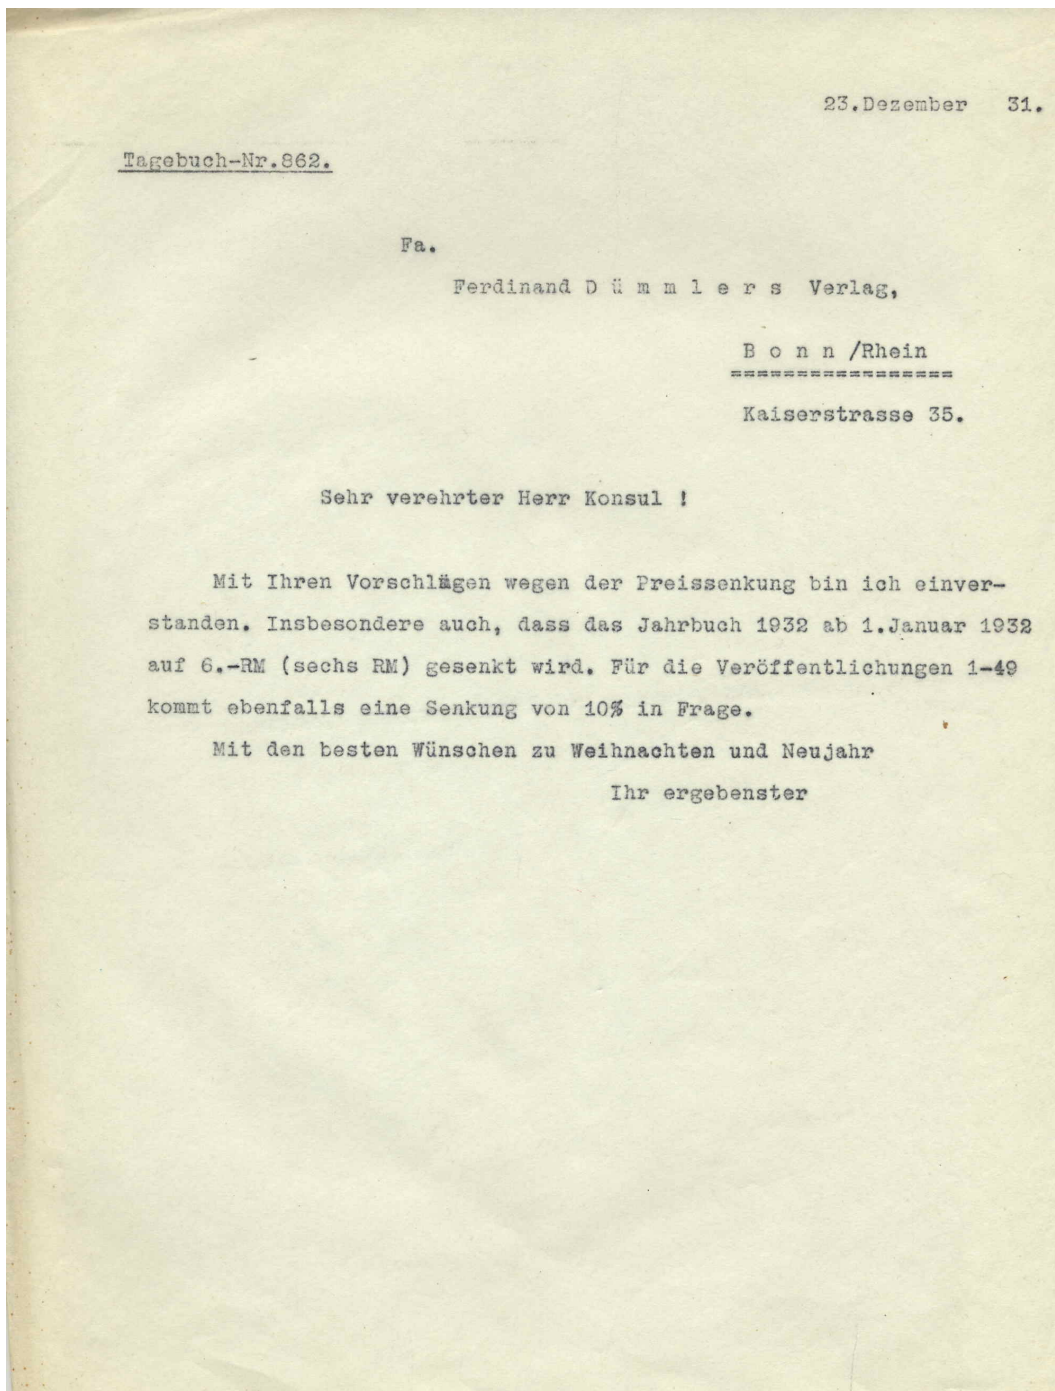 23.Dezember 31.
Tagebuch-Nr.862.
Fa.
Ferdinand D ü m m l e r s Verlag,
B o n n /Rhein
=================
Kaiserstrasse 35.
Sehr verehrter Herr Konsul !
Mit Ihren Vorschlägen wegen der Preissenkung bin ich einver-
standen. Insbesondere auch, dass das Jahrbuch 1932 ab 1.Januar 1932
auf 6.-RM (sechs RM) gesenkt wird. Für die Veröffentlichungen 1-49
kommt ebenfalls eine Senkung von 10% in Frage.
Mit den besten Wünschen zu Weihnachten und Neujahr
Ihr ergebenster